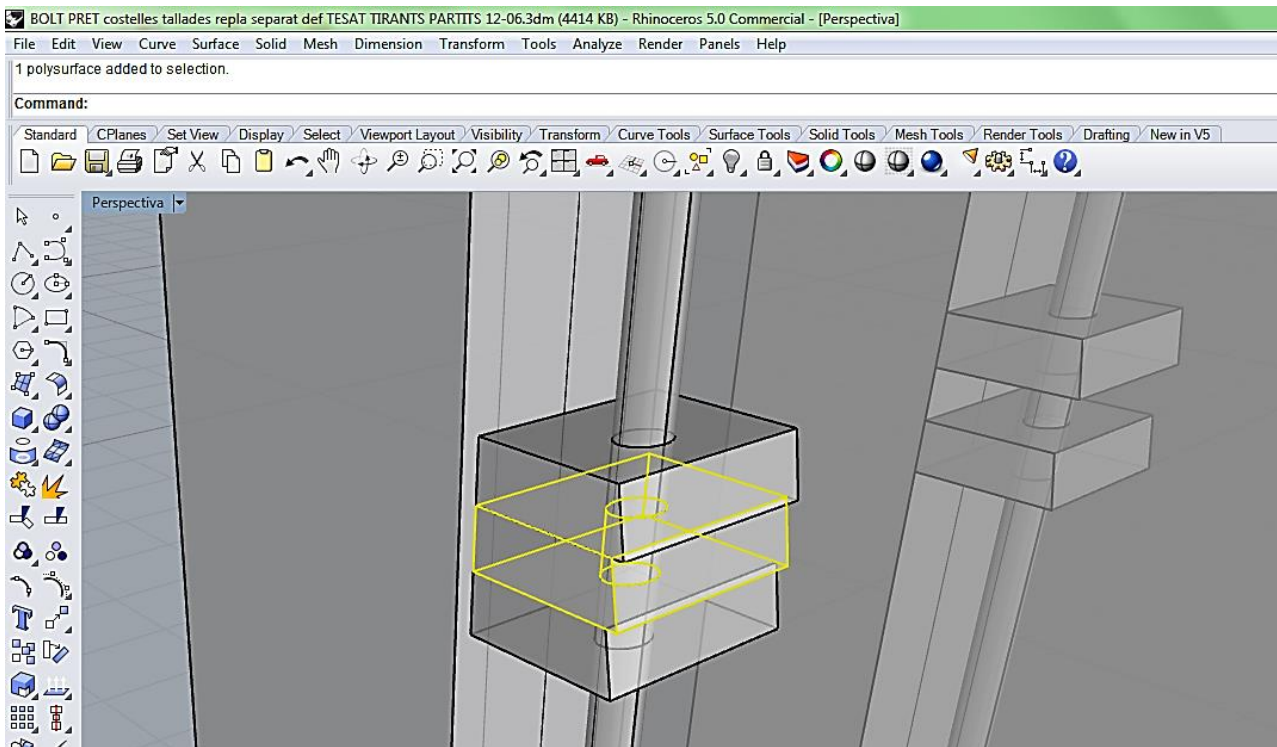 BOLT PRET costelles tallades repla separat def TESAT TIRANTS PARTITS 12-06.3dm (4414 KB) - Rhinoceros 5.0 Commercial - [Perspectiva]
File Edit View Curve Surface Solid Mesh Dimension Transform Tools Analyze Render Panels Help
1 polysurface added to selection.
Command:
Standard CPlanes Set View Display Select Viewport Layout Visibility Transform Curve Tools Surface Tools Solid Tools Mesh Tools Render Tools Drafting New in V5
Perspectiva